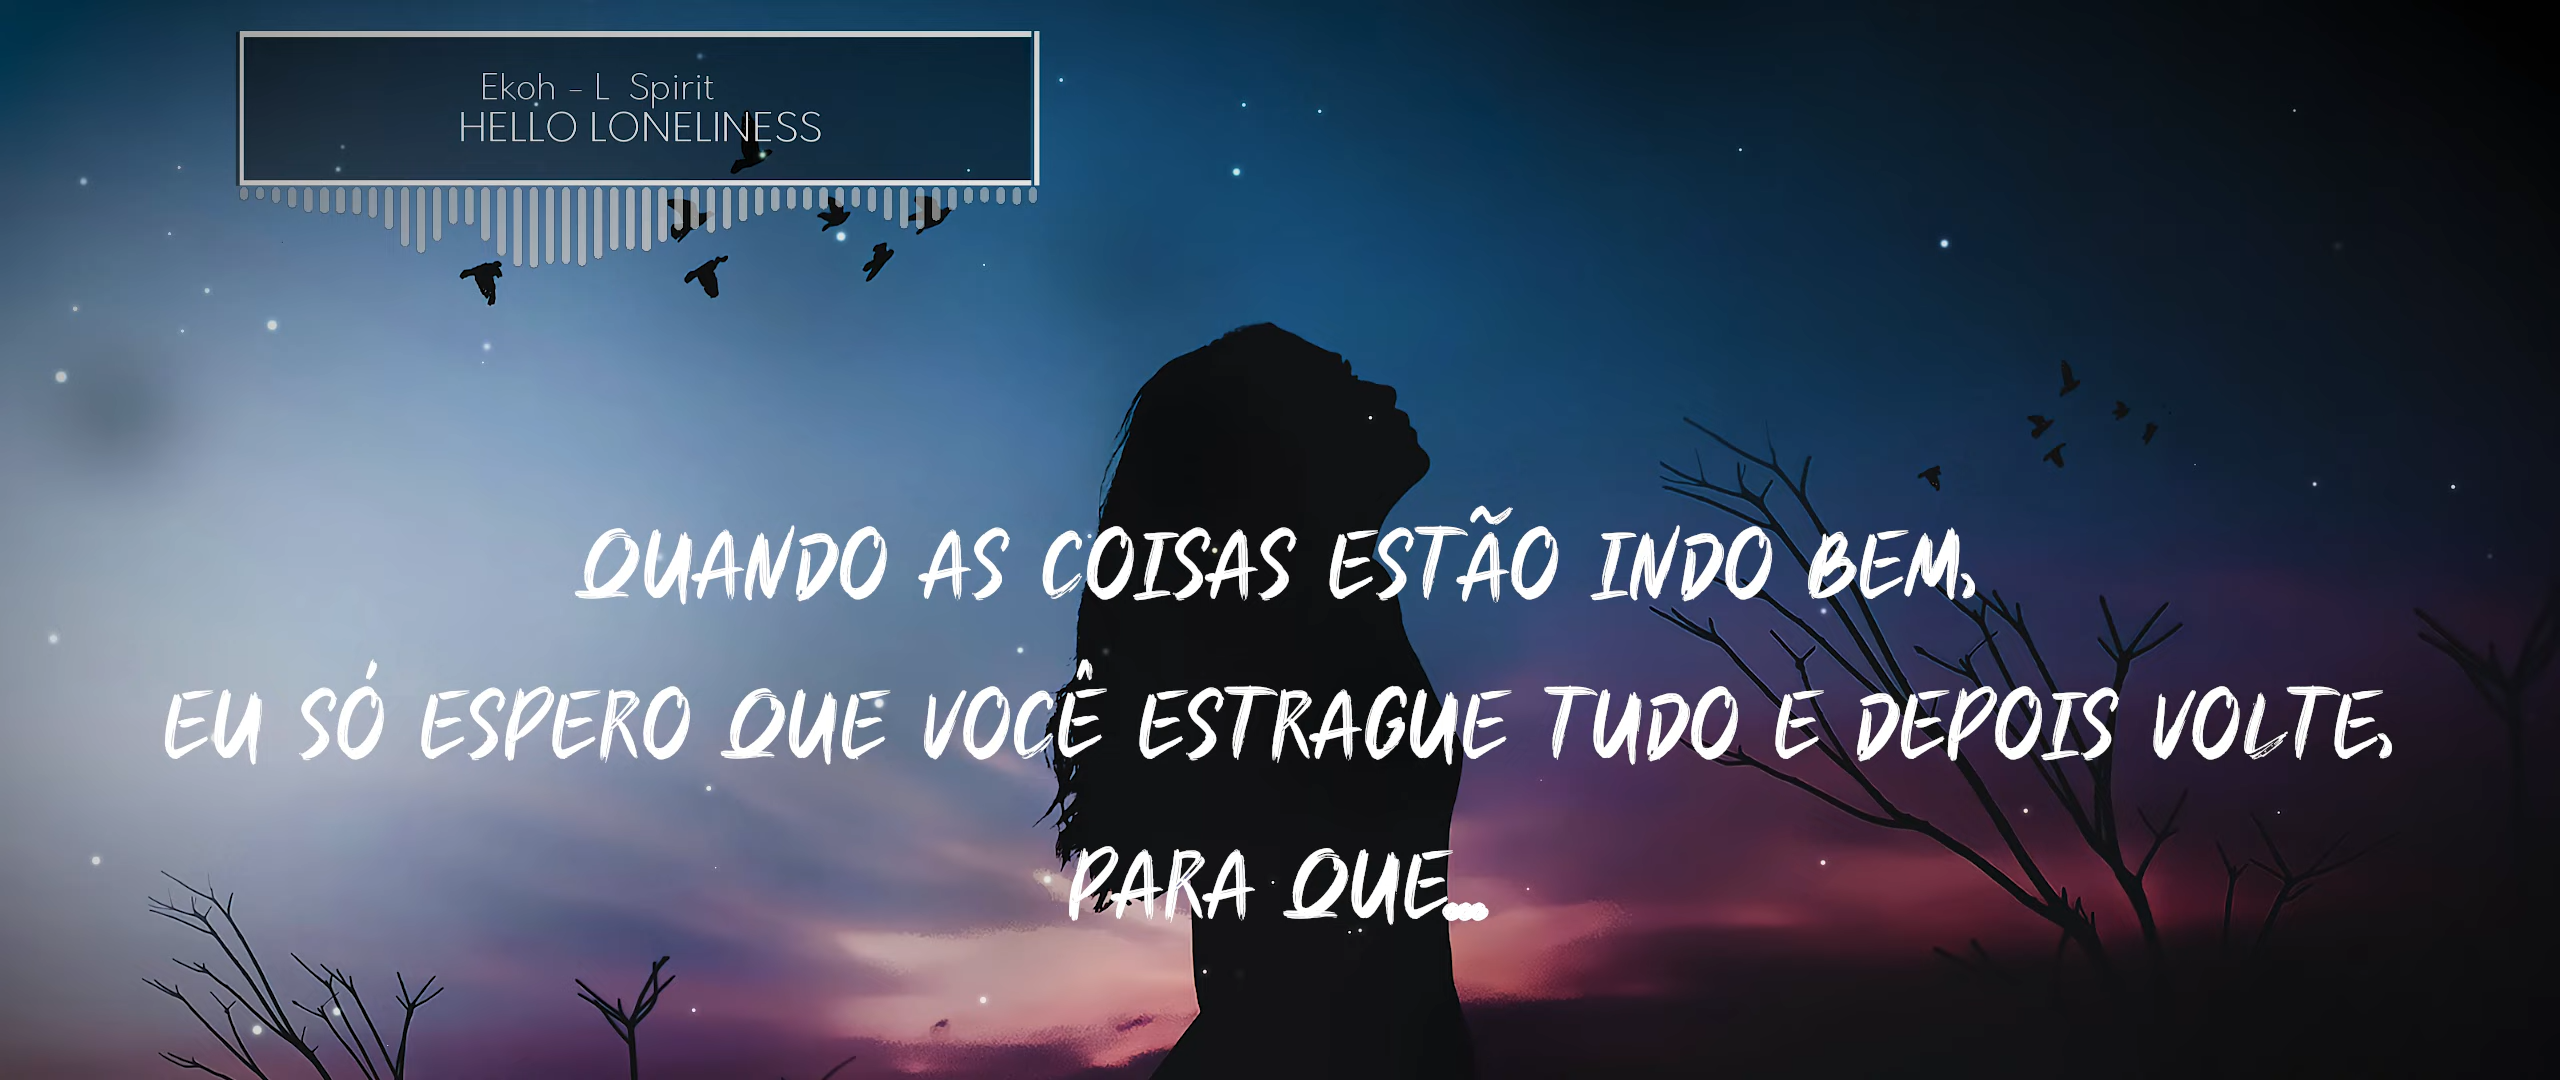 Ekoh - L Spirit
HELLO LONELINESS
QUANDO AS COISAS ESTÃO INDO BEM,
EU SÓ ESPERO QUE VOCÊ ESTRAGUE TUDO E DEPOIS VOLTE,
PARA QUE...